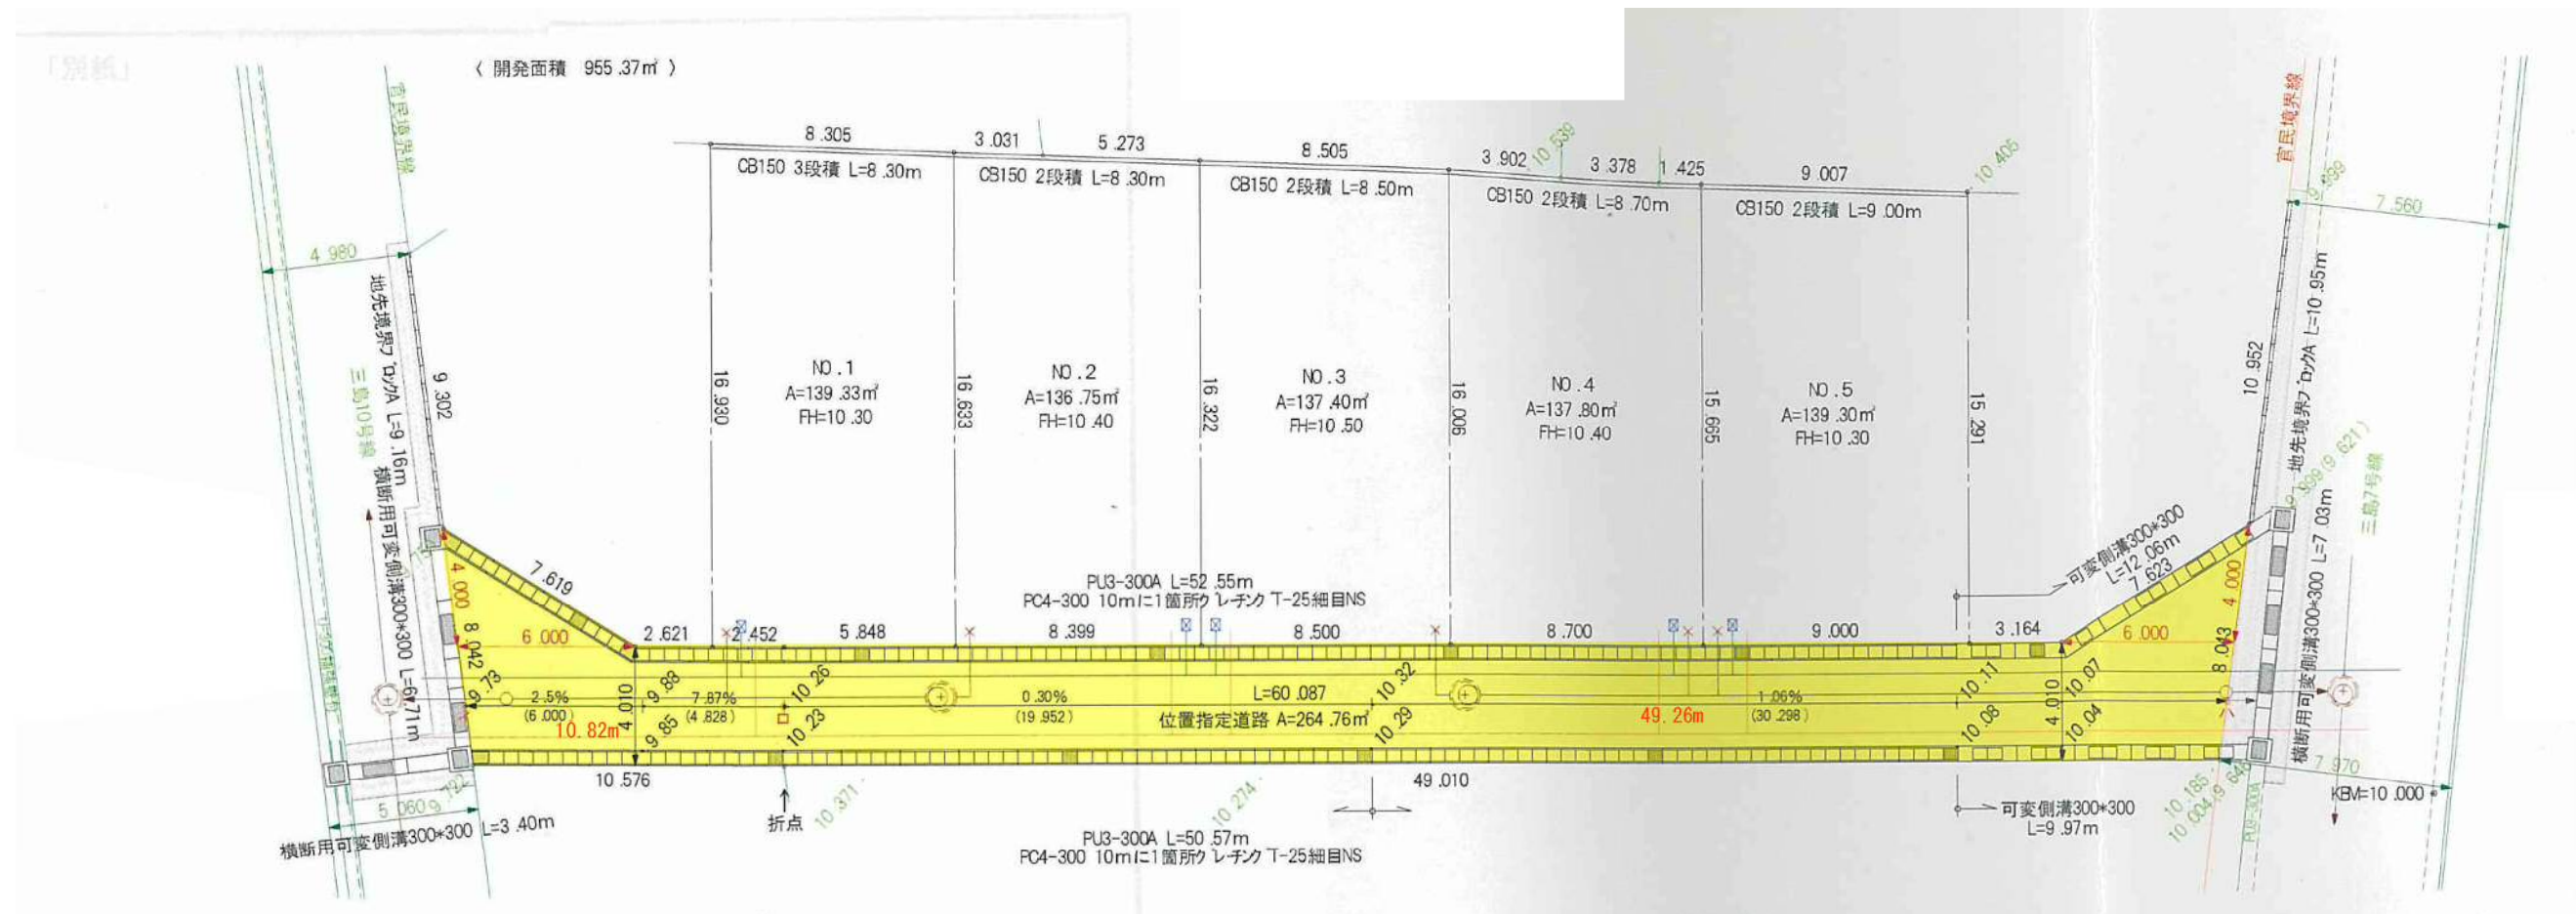 「別紙」
〈 開発面積 955.37㎡ 〉
官民境界線
官民境界線
8.305
3.031
5.273
8.505
3.902
10.539
3.378
1.425
9.007
10.405
9.999
7.560
CB150 3段積 L=8.30m
CB150 2段積 L=8.30m
CB150 2段積 L=8.50m
CB150 2段積 L=8.70m
CB150 2段積 L=9.00m
4.980
地先境界ブロックA L=9.16m
9.302
三島10号線
横断用可変側溝300*300 L=6.71m
16.930
NO.1
A=139.33㎡
FH=10.30
16.633
NO.2
A=136.75㎡
FH=10.40
16.322
NO.3
A=137.40㎡
FH=10.50
16.006
NO.4
A=137.80㎡
FH=10.40
15.665
NO.5
A=139.30㎡
FH=10.30
15.291
10.952
地先境界ブロックA L=10.95m
9.999(9.621)
三島7号線
横断用可変側溝300*300 L=7.03m
可変側溝300*300
L=12.06m
7.623
7.619
4.000
8.042
6.000
PU3-300A L=52.55m
PC4-300 10mに1箇所グレーチング T-25細目NS
2.621
2.452
5.848
8.399
8.500
8.700
9.000
3.164
6.000
4.000
8.043
9.73
2.5%
(6.000)
10.82m
4.010
9.88
9.85
7.87%
(4.828)
10.26
10.23
0.30%
(19.952)
L=60.087
位置指定道路 A=264.76㎡
10.32
10.29
49.26m
1.06%
(30.298)
10.11
10.08
4.010
10.07
10.04
10.576
49.010
折点
10.371
10.274
5.060
9.722
横断用可変側溝300*300 L=3.40m
PU3-300A L=50.57m
PC4-300 10mに1箇所グレーチング T-25細目NS
可変側溝300*300
L=9.97m
10.185
10.004(9.646)
PU3-300A
7.970
KBM=10.000